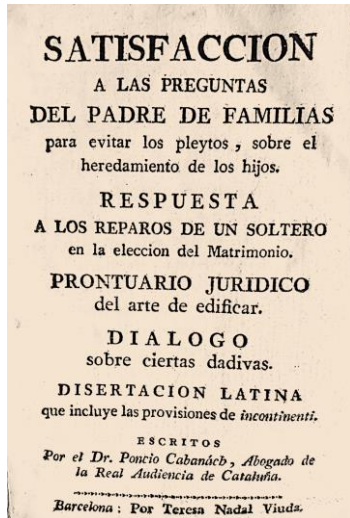 SATISFACCION
A LAS PREGUNTAS
DEL PADRE DE FAMILIAS
para evitar los pleytos, sobre el
heredamiento de los hijos.
RESPUESTA
A LOS REPAROS DE UN SOLTERO
en la eleccion del Matrimonio.
PRONTUARIO JURIDICO
del arte de edificar.
DIALOGO
sobre ciertas dadivas.
DISERTACION LATINA
que incluye las provisiones de incontinenti.
ESCRITOS
Por el Dr. Poncio Cabanách, Abogado de
la Real Audiencia de Cataluña.
Barcelona: Por Teresa Nadal Viuda.